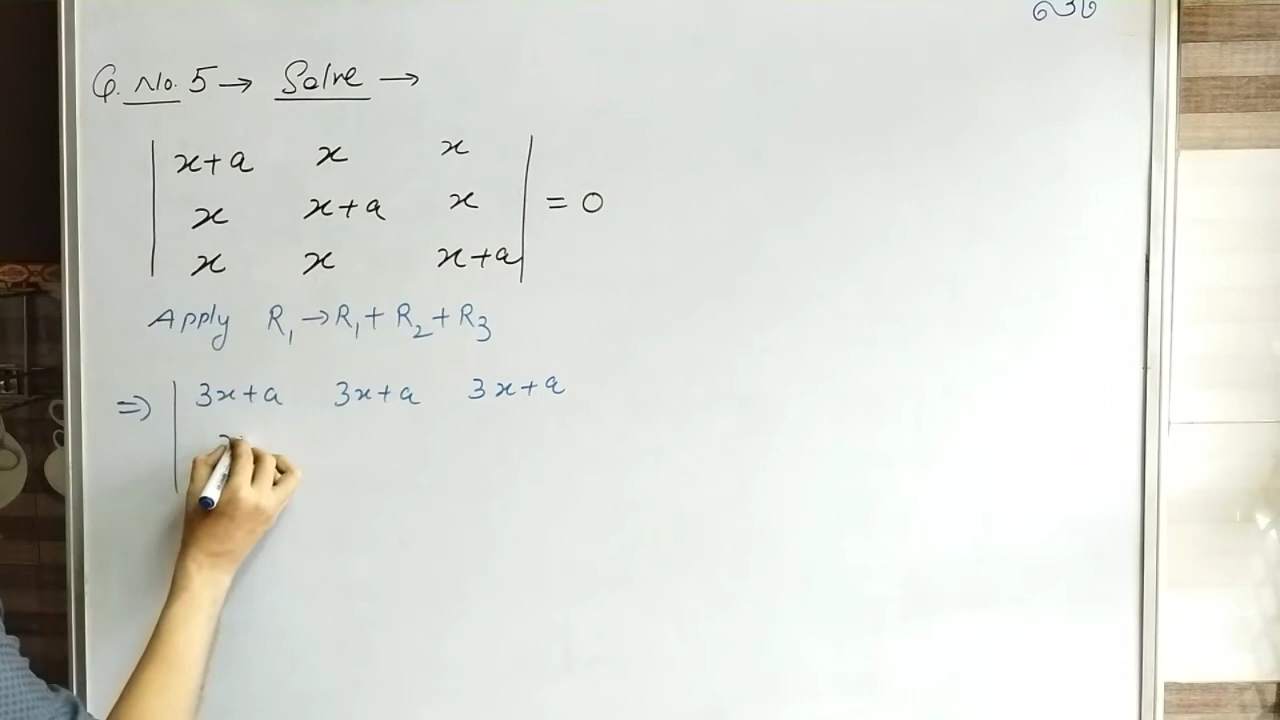 Q. No. 5 → Solve →
| x+a x x |
| x x+a x | = 0
| x x x+a |
Apply R₁ → R₁ + R₂ + R₃
⇒ | 3x+a 3x+a 3x+a
x